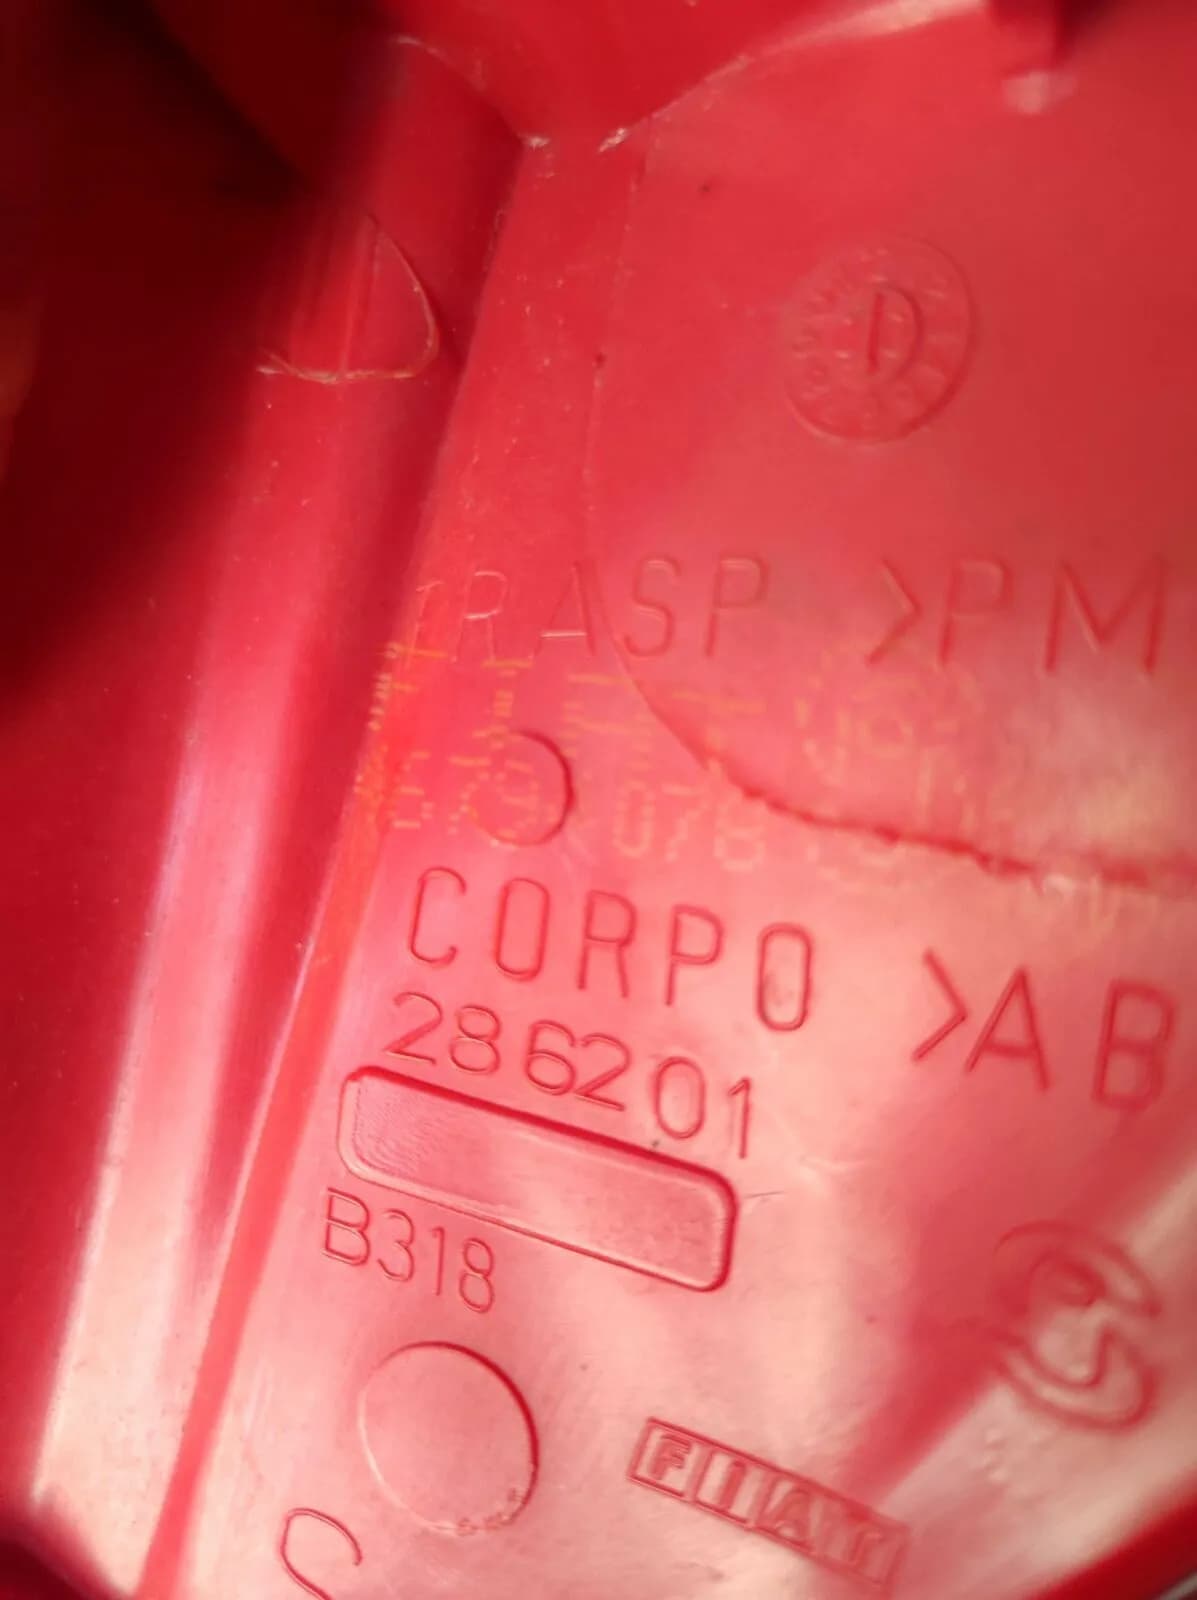 D
TRASP >PM
CORPO >AB
286201
B318
FIAT